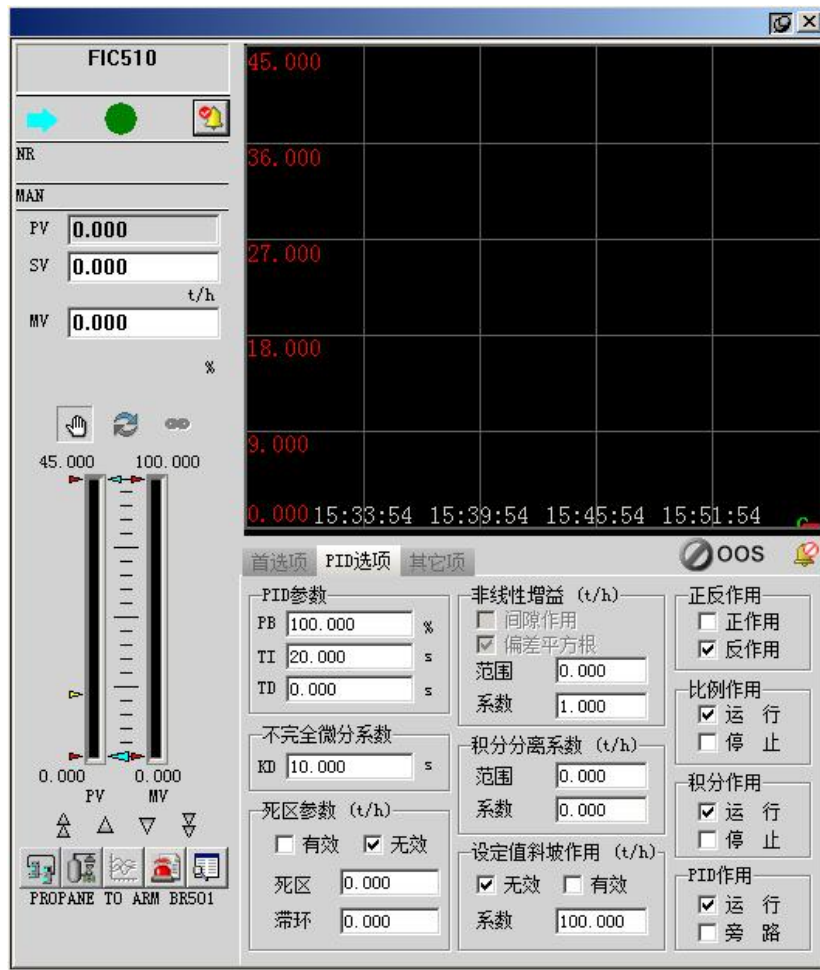 FIC510
NR
MAN
PV 0.000
SV 0.000
t/h
MV 0.000
%
45.000 100.000
0.000 0.000
PV MV
PROPANE TO ARM BR501
45.000
36.000
27.000
18.000
9.000
0.000 15:33:54 15:39:54 15:45:54 15:51:54
首选项 PID选项 其它项 OOS
PID参数
PB 100.000 %
TI 20.000 s
TD 0.000 s
不完全微分系数
KD 10.000 s
死区参数 (t/h)
有效 无效
死区 0.000
滞环 0.000
非线性增益 (t/h)
间隙作用
偏差平方根
范围 0.000
系数 1.000
积分分离系数 (t/h)
范围 0.000
系数 0.000
设定值斜坡作用 (t/h)
无效 有效
系数 100.000
正反作用
正作用
反作用
比例作用
运 行
停 止
积分作用
运 行
停 止
PID作用
运 行
旁 路